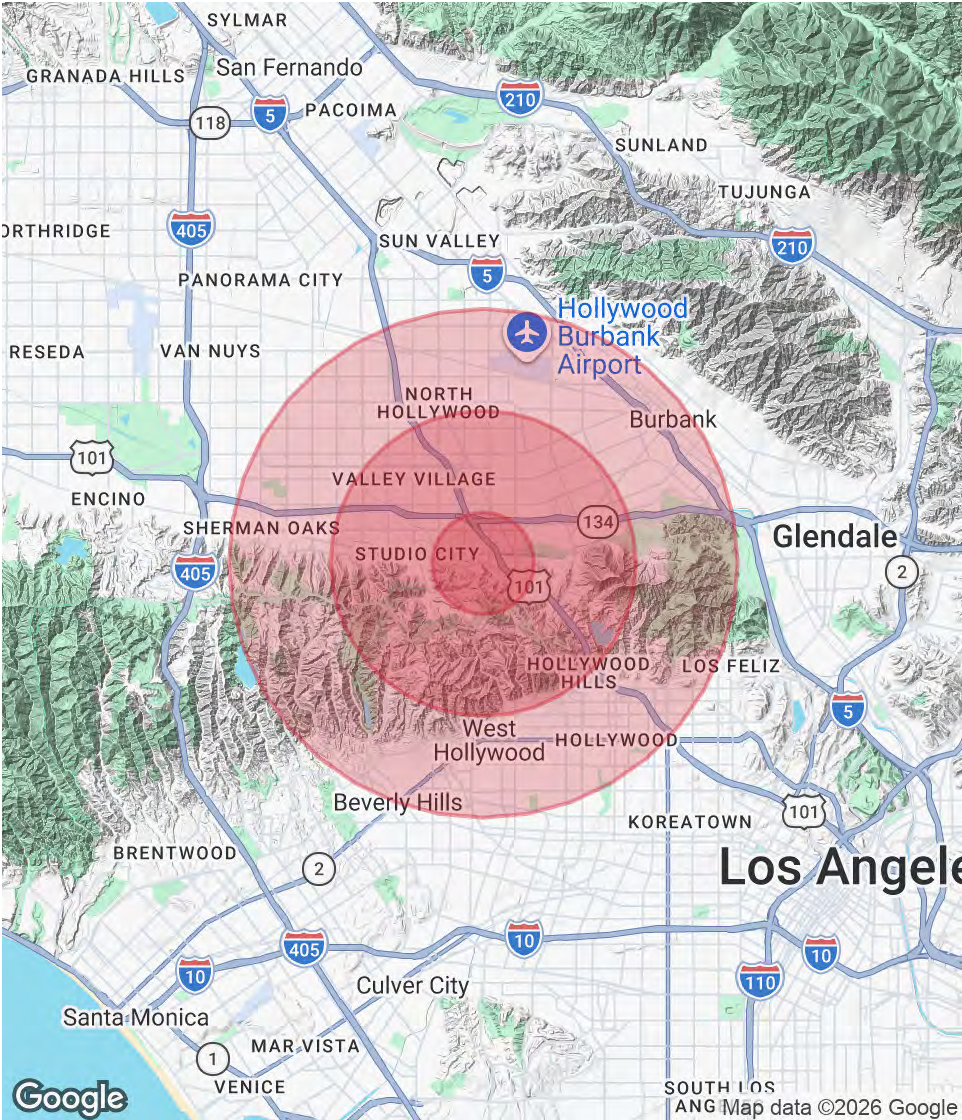 SYLMAR
San Fernando
GRANADA HILLS
210
5
PACOIMA
118
SUNLAND
TUJUNGA
405
ORTHRIDGE
SUN VALLEY
210
5
PANORAMA CITY
Hollywood
Burbank
Airport
RESEDA
VAN NUYS
NORTH
HOLLYWOOD
Burbank
101
VALLEY VILLAGE
ENCINO
SHERMAN OAKS
134
Glendale
STUDIO CITY
405
101
2
HOLLYWOOD
HILLS
LOS FELIZ
5
West
Hollywood
HOLLYWOOD
Beverly Hills
101
KOREATOWN
BRENTWOOD
2
Los Angele
405
10
10
10
110
Culver City
Santa Monica
1
MAR VISTA
VENICE
SOUTH LOS
ANG
Google
Map data ©2026 Google